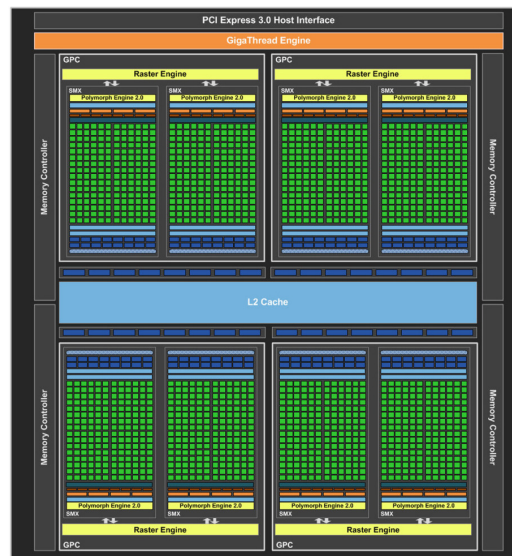 PCI Express 3.0 Host Interface
GigaThread Engine
Memory Controller
GPC
Raster Engine
SMX
Polymorph Engine 2.0
SMX
Polymorph Engine 2.0
GPC
Raster Engine
SMX
Polymorph Engine 2.0
SMX
Polymorph Engine 2.0
Memory Controller
L2 Cache
Memory Controller
Polymorph Engine 2.0
SMX
Polymorph Engine 2.0
SMX
Raster Engine
GPC
Polymorph Engine 2.0
SMX
Polymorph Engine 2.0
SMX
Raster Engine
GPC
Memory Controller